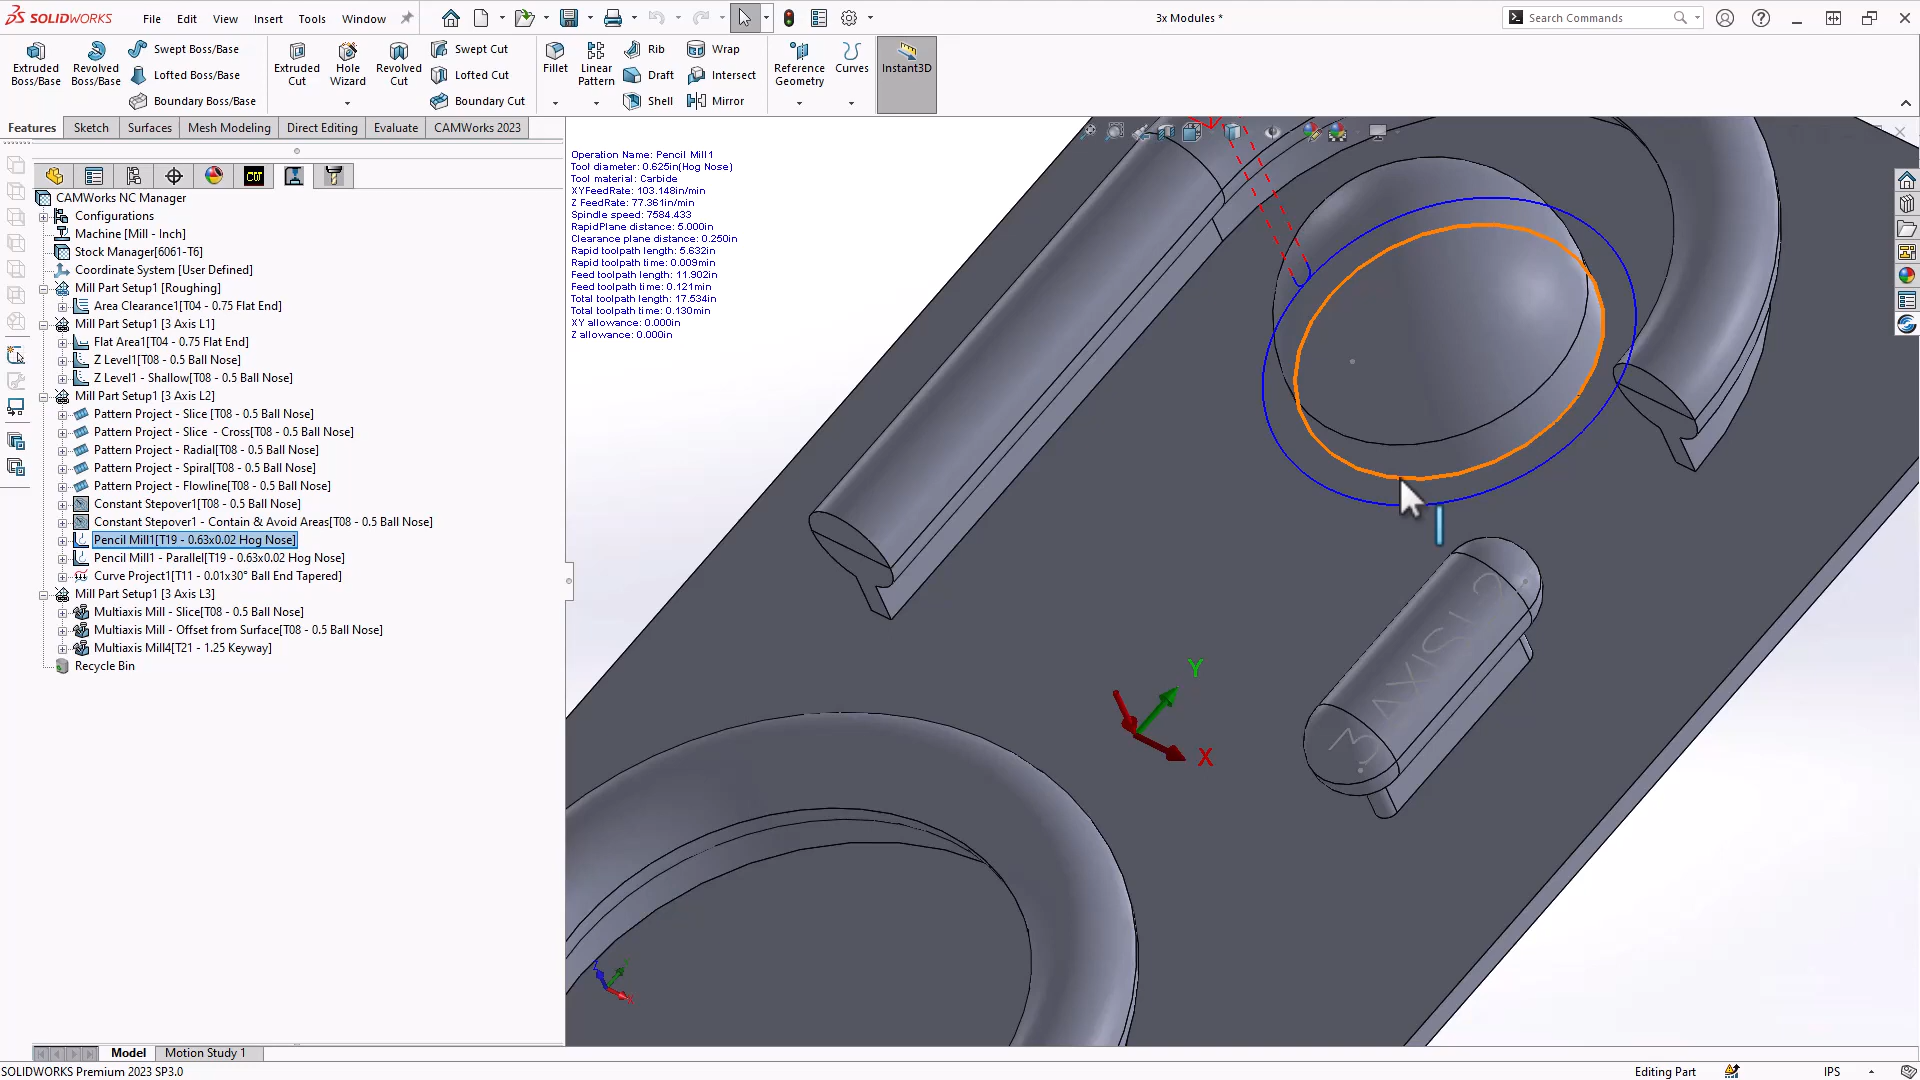 SOLIDWORKS File Edit View Insert Tools Window 3x Modules * Search Commands
Extruded Boss/Base
Revolved Boss/Base
Swept Boss/Base
Lofted Boss/Base
Boundary Boss/Base
Extruded Cut
Hole Wizard
Revolved Cut
Swept Cut
Lofted Cut
Boundary Cut
Fillet
Linear Pattern
Rib
Draft
Shell
Wrap
Intersect
Mirror
Reference Geometry
Curves
Instant3D
Features Sketch Surfaces Mesh Modeling Direct Editing Evaluate CAMWorks 2023
CW
CAMWorks NC Manager
Configurations
Machine [Mill - Inch]
Stock Manager[6061-T6]
Coordinate System [User Defined]
Mill Part Setup1 [Roughing]
Area Clearance1[T04 - 0.75 Flat End]
Mill Part Setup1 [3 Axis L1]
Flat Area1[T04 - 0.75 Flat End]
Z Level1[T08 - 0.5 Ball Nose]
Z Level1 - Shallow[T08 - 0.5 Ball Nose]
Mill Part Setup1 [3 Axis L2]
Pattern Project - Slice [T08 - 0.5 Ball Nose]
Pattern Project - Slice - Cross[T08 - 0.5 Ball Nose]
Pattern Project - Radial[T08 - 0.5 Ball Nose]
Pattern Project - Spiral[T08 - 0.5 Ball Nose]
Pattern Project - Flowline[T08 - 0.5 Ball Nose]
Constant Stepover1[T08 - 0.5 Ball Nose]
Constant Stepover1 - Contain & Avoid Areas[T08 - 0.5 Ball Nose]
Pencil Mill1[T19 - 0.63x0.02 Hog Nose]
Pencil Mill1 - Parallel[T19 - 0.63x0.02 Hog Nose]
Curve Project1[T11 - 0.01x30° Ball End Tapered]
Mill Part Setup1 [3 Axis L3]
Multiaxis Mill - Slice[T08 - 0.5 Ball Nose]
Multiaxis Mill - Offset from Surface[T08 - 0.5 Ball Nose]
Multiaxis Mill4[T21 - 1.25 Keyway]
Recycle Bin
Operation Name: Pencil Mill1
Tool diameter: 0.625in(Hog Nose)
Tool material: Carbide
XYFeedRate: 103.148in/min
Z FeedRate: 77.361in/min
Spindle speed: 7584.433
RapidPlane distance: 5.000in
Clearance plane distance: 0.250in
Rapid toolpath length: 5.632in
Rapid toolpath time: 0.009min
Feed toolpath length: 11.902in
Feed toolpath time: 0.121min
Total toolpath length: 17.534in
Total toolpath time: 0.130min
XY allowance: 0.000in
Z allowance: 0.000in
Y
X
Model Motion Study 1
SOLIDWORKS Premium 2023 SP3.0 Editing Part IPS